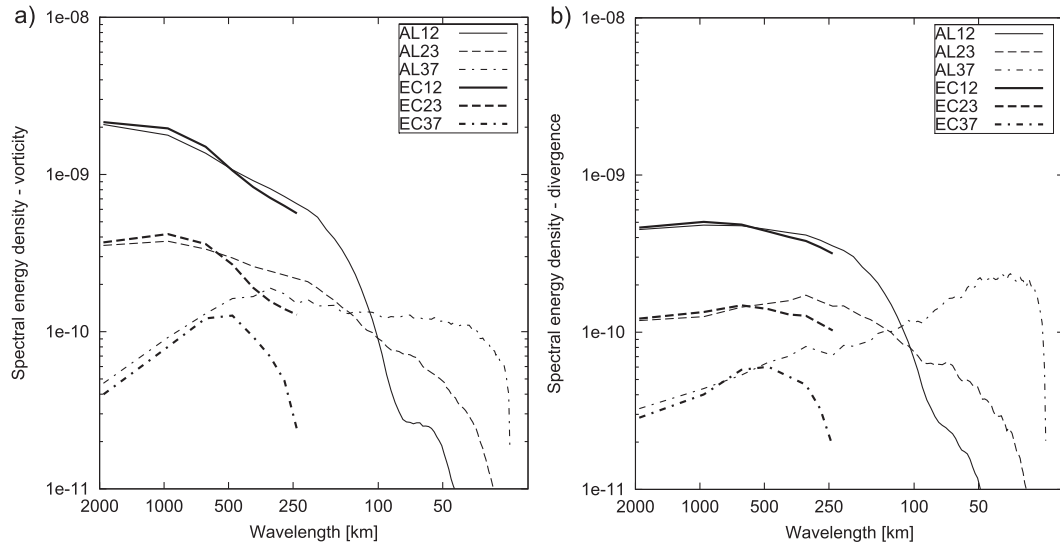 a)
1e-08
1e-09
1e-10
1e-11
Spectral energy density - vorticity
AL12
AL23
AL37
EC12
EC23
EC37
2000 1000 500 250 100 50
Wavelength [km]
b)
1e-08
1e-09
1e-10
1e-11
Spectral energy density - divergence
AL12
AL23
AL37
EC12
EC23
EC37
2000 1000 500 250 100 50
Wavelength [km]